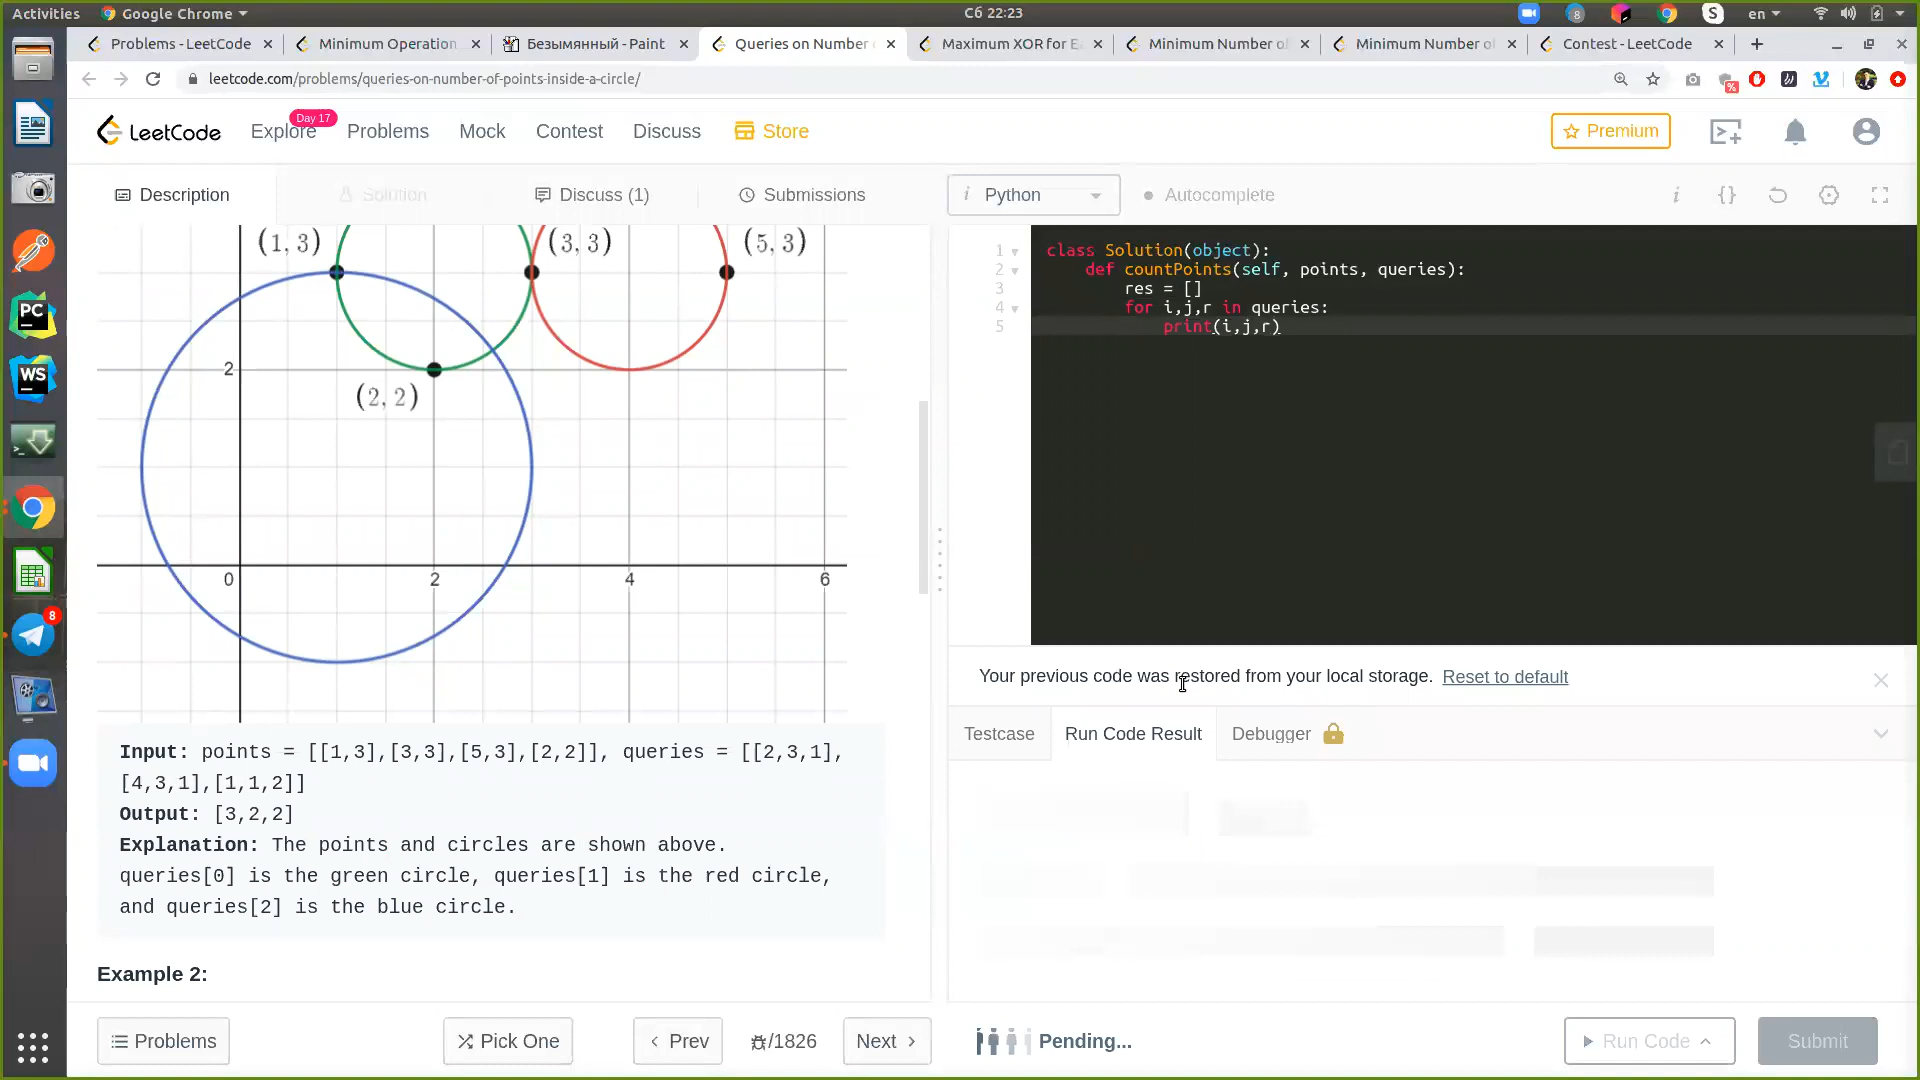 Activities
Google Chrome
Сб 22:23
en
Problems - LeetCode
Minimum Operation
Безымянный - Paint
Queries on Number
Maximum XOR for E
Minimum Number of
Minimum Number of
Contest - LeetCode
leetcode.com/problems/queries-on-number-of-points-inside-a-circle/
LeetCode
Explore
Day 17
Problems
Mock
Contest
Discuss
Store
Premium
Description
Solution
Discuss (1)
Submissions
i Python
Autocomplete
(1, 3)
(3, 3)
(5, 3)
2
(2, 2)
0
2
4
6
Input: points = [[1,3],[3,3],[5,3],[2,2]], queries = [[2,3,1],
[4,3,1],[1,1,2]]
Output: [3,2,2]
Explanation: The points and circles are shown above.
queries[0] is the green circle, queries[1] is the red circle,
and queries[2] is the blue circle.
Example 2:
1 class Solution(object):
2 def countPoints(self, points, queries):
3 res = []
4 for i,j,r in queries:
5 print(i,j,r)
Your previous code was restored from your local storage. Reset to default
Testcase
Run Code Result
Debugger
Problems
Pick One
Prev
/1826
Next
Pending...
Run Code
Submit
PC
WS
8